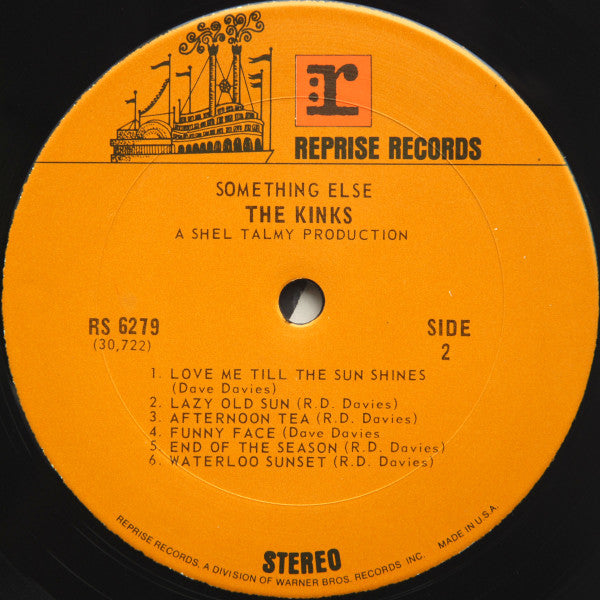 :r
REPRISE RECORDS
SOMETHING ELSE
THE KINKS
A SHEL TALMY PRODUCTION
RS 6279
(30,722)
SIDE
2
1. LOVE ME TILL THE SUN SHINES
(Dave Davies)
2. LAZY OLD SUN (R.D. Davies)
3. AFTERNOON TEA (R.D. Davies)
4. FUNNY FACE (Dave Davies
5. END OF THE SEASON (R.D. Davies)
6. WATERLOO SUNSET (R.D. Davies)
STEREO
REPRISE RECORDS, A DIVISION OF WARNER BROS. RECORDS INC. MADE IN U.S.A.